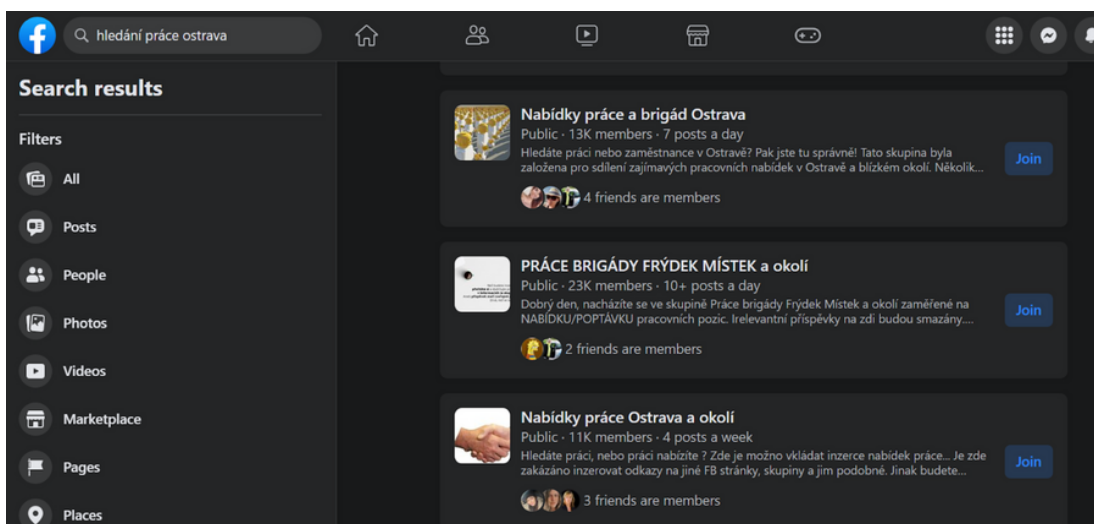 hledání práce ostrava
Search results
Filters
All
Posts
People
Photos
Videos
Marketplace
Pages
Places
Nabídky práce a brigád Ostrava
Public · 13K members · 7 posts a day
Hledáte práci nebo zaměstnance v Ostravě? Pak jste tu správně! Tato skupina byla
založena pro sdílení zajímavých pracovních nabídek v Ostravě a blízkém okolí. Několik...
4 friends are members
Join
PRÁCE BRIGÁDY FRÝDEK MÍSTEK a okolí
Public · 23K members · 10+ posts a day
Dobrý den, nacházíte se ve skupině Práce brigády Frýdek Místek a okolí zaměřené na
NABÍDKU/POPTÁVKU pracovních pozic. Irelevantní příspěvky na zdi budou smazány....
2 friends are members
Join
Nabídky práce Ostrava a okolí
Public · 11K members · 4 posts a week
Hledáte práci, nebo práci nabízíte ? Zde je možno vkládat inzerce nabídek práce... Je zde
zakázáno inzerovat odkazy na jiné FB stránky, skupiny a jim podobné. Jinak budete...
3 friends are members
Join